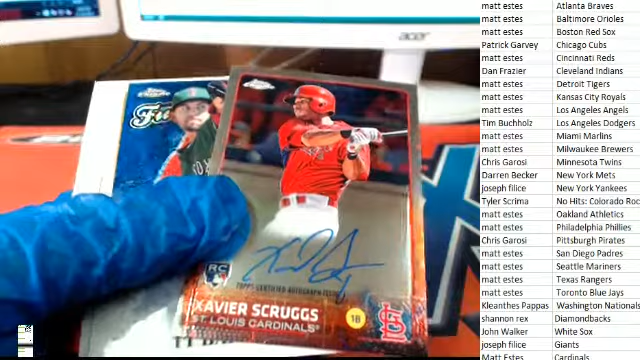 acer
Chrome
XAVIER SCRUGGS
ST. LOUIS CARDINALS
18
RC
TOPPS CERTIFIED AUTOGRAPH ISSUE
matt estes Atlanta Braves
matt estes Baltimore Orioles
matt estes Boston Red Sox
Patrick Garvey Chicago Cubs
matt estes Cincinnati Reds
Dan Frazier Cleveland Indians
matt estes Detroit Tigers
matt estes Kansas City Royals
matt estes Los Angeles Angels
Tim Buchholz Los Angeles Dodgers
matt estes Miami Marlins
matt estes Milwaukee Brewers
Chris Garosi Minnesota Twins
Darren Becker New York Mets
joseph filice New York Yankees
Tyler Scrima No Hits: Colorado Roc
matt estes Oakland Athletics
matt estes Philadelphia Phillies
Chris Garosi Pittsburgh Pirates
matt estes San Diego Padres
matt estes Seattle Mariners
matt estes Texas Rangers
matt estes Toronto Blue Jays
Kleanthes Pappas Washington Nationals
shannon rex Diamondbacks
John Walker White Sox
joseph filice Giants
Matt Estes Cardinals